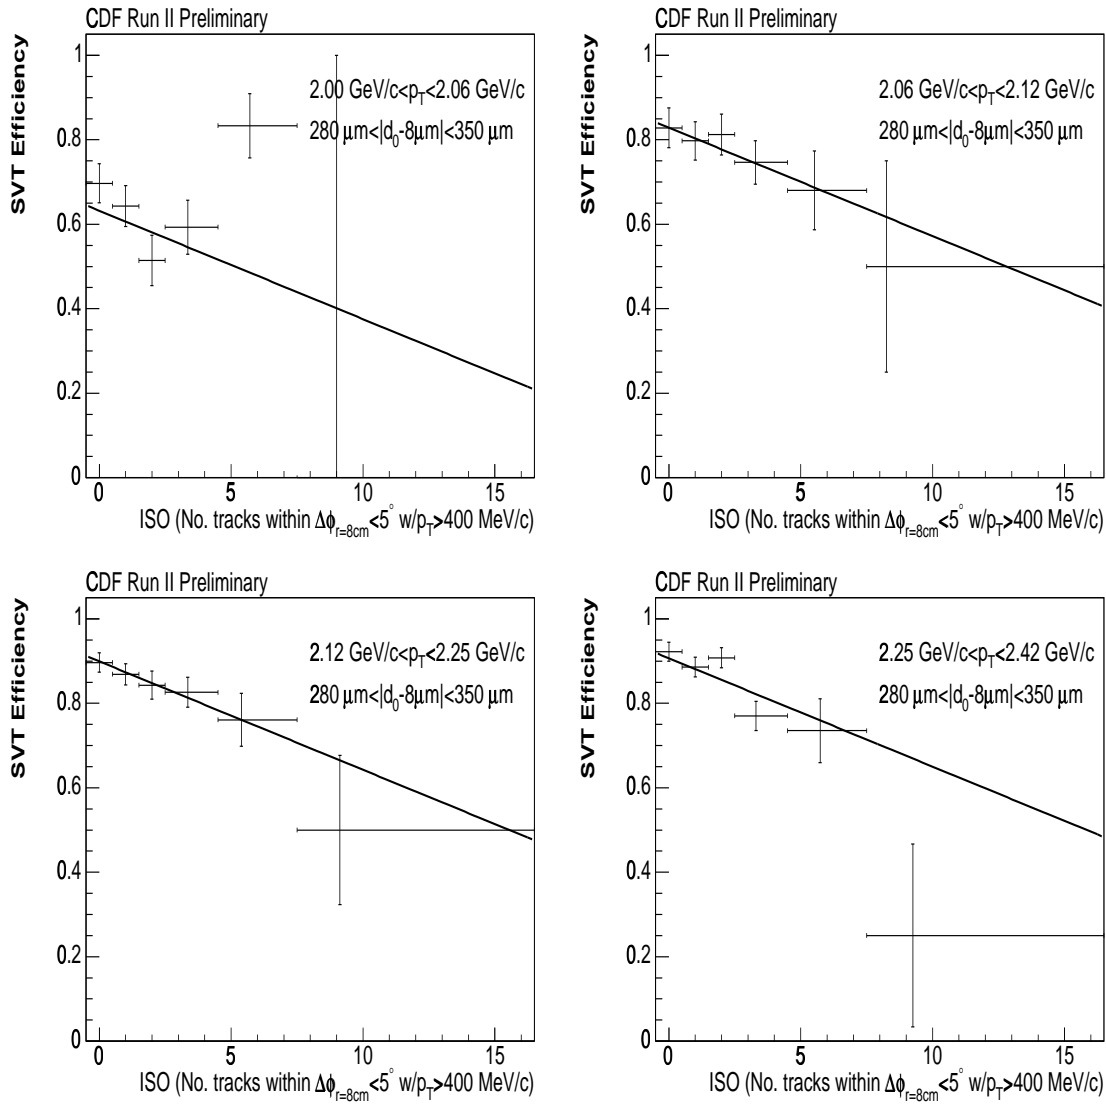 CDF Run II Preliminary
SVT Efficiency
1
0.8
0.6
0.4
0.2
0
2.00 GeV/c<p_T<2.06 GeV/c
280 μm<|d_0-8μm|<350 μm
0 5 10 15
ISO (No. tracks within Δϕ_r=8cm<5° w/p_T>400 MeV/c)
CDF Run II Preliminary
SVT Efficiency
1
0.8
0.6
0.4
0.2
0
2.06 GeV/c<p_T<2.12 GeV/c
280 μm<|d_0-8μm|<350 μm
0 5 10 15
ISO (No. tracks within Δϕ_r=8cm<5° w/p_T>400 MeV/c)
CDF Run II Preliminary
SVT Efficiency
1
0.8
0.6
0.4
0.2
0
2.12 GeV/c<p_T<2.25 GeV/c
280 μm<|d_0-8μm|<350 μm
0 5 10 15
ISO (No. tracks within Δϕ_r=8cm<5° w/p_T>400 MeV/c)
CDF Run II Preliminary
SVT Efficiency
1
0.8
0.6
0.4
0.2
0
2.25 GeV/c<p_T<2.42 GeV/c
280 μm<|d_0-8μm|<350 μm
0 5 10 15
ISO (No. tracks within Δϕ_r=8cm<5° w/p_T>400 MeV/c)